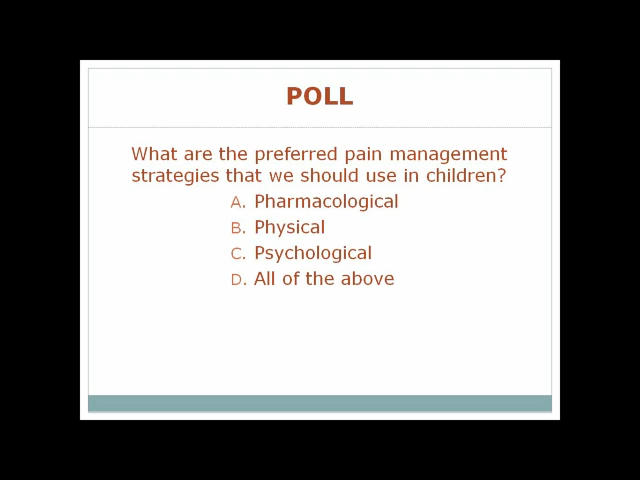 POLL
What are the preferred pain management
strategies that we should use in children?
A. Pharmacological
B. Physical
C. Psychological
D. All of the above